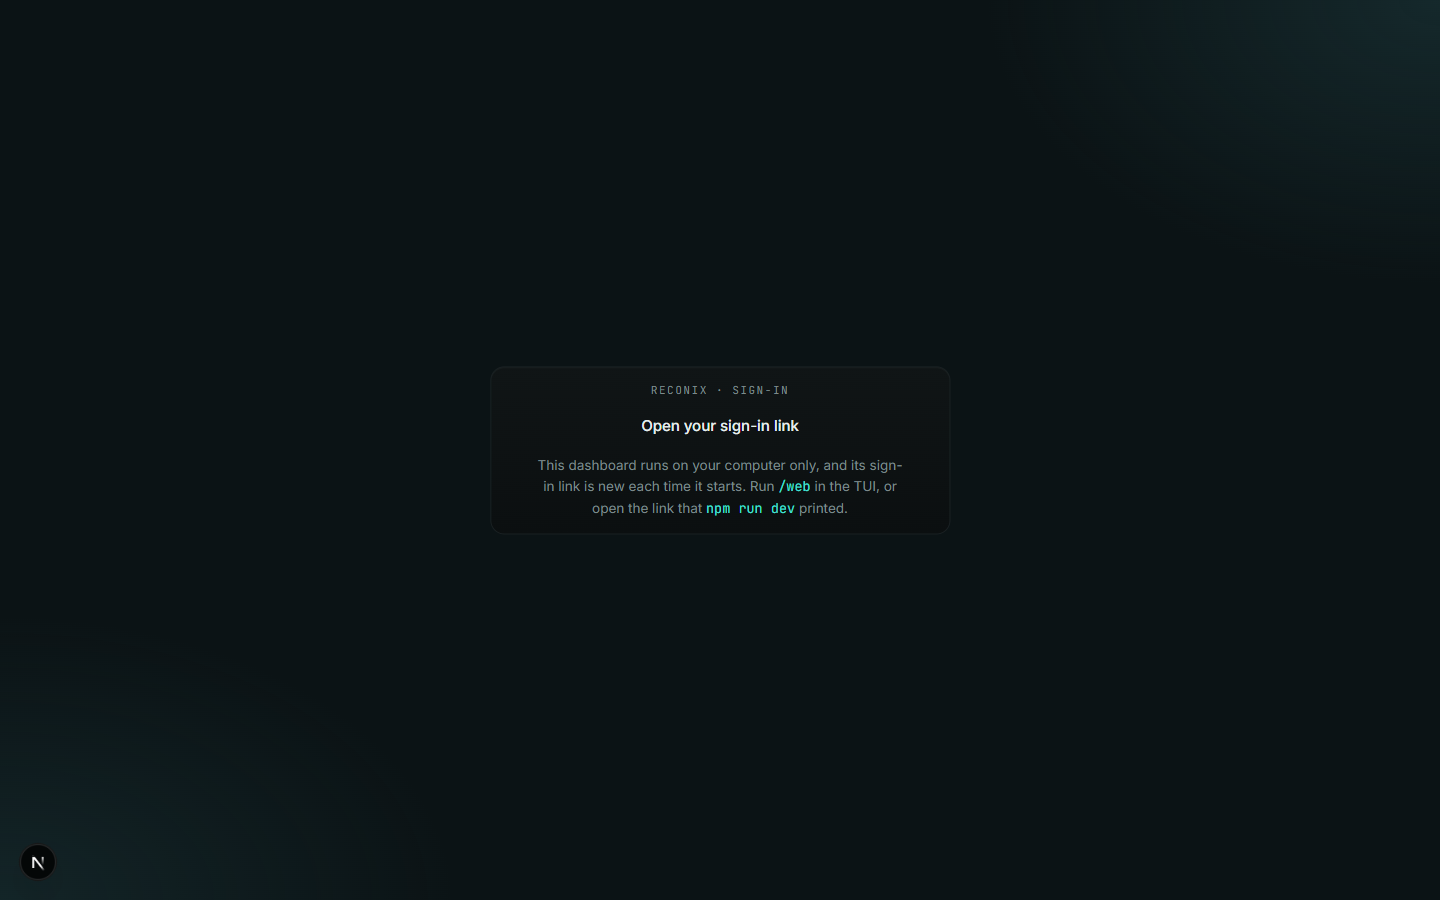 RECONIX · SIGN-IN
Open your sign-in link
This dashboard runs on your computer only, and its sign-
in link is new each time it starts. Run /web in the TUI, or
open the link that npm run dev printed.
N